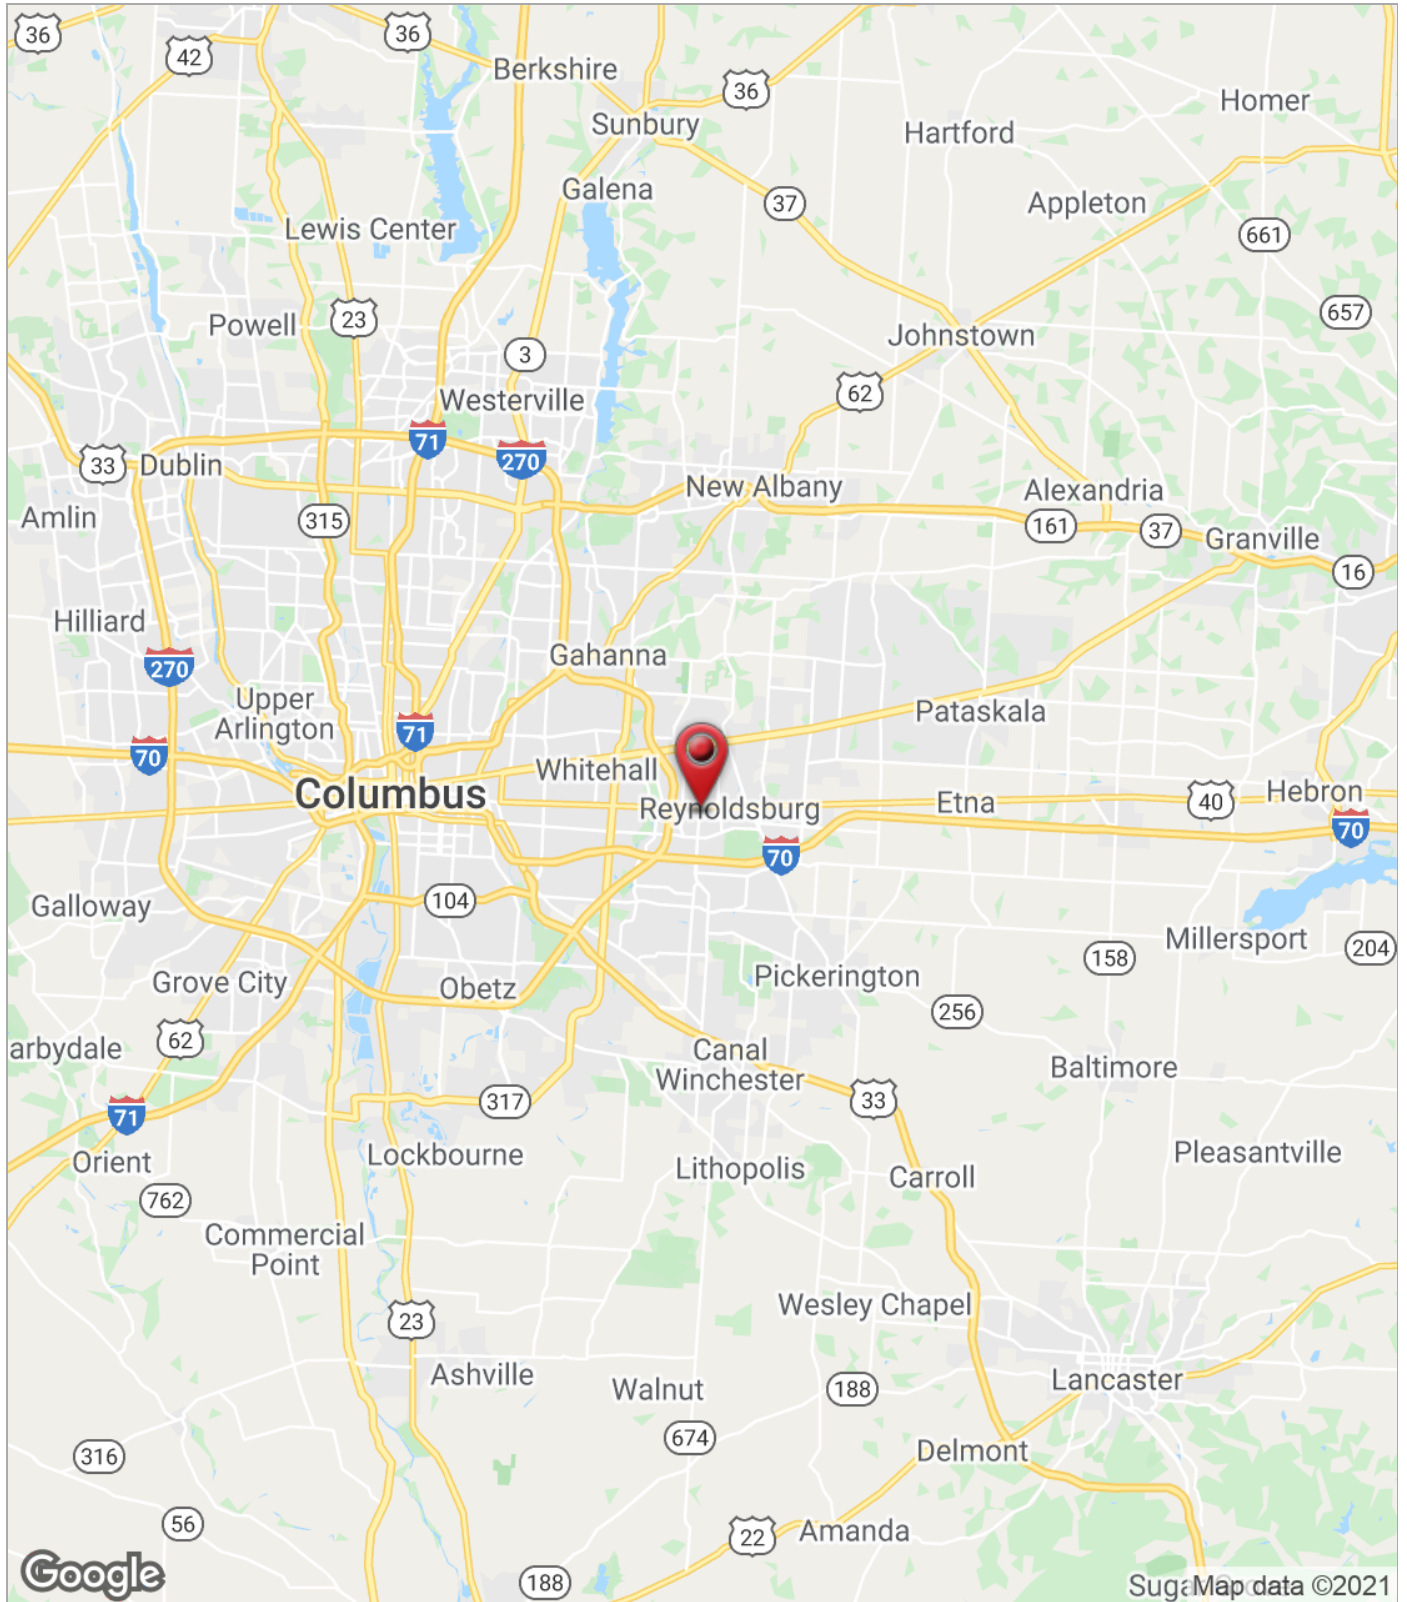 36
36
42
Berkshire
36
Homer
Sunbury
Hartford
Galena
37
Appleton
Lewis Center
661
657
Powell
23
Johnstown
3
62
Westerville
71
270
33
Dublin
New Albany
Alexandria
Amlin
315
161
37
Granville
16
Hilliard
Gahanna
270
Upper
Arlington
Pataskala
71
70
Whitehall
Columbus
Reynoldsburg
Etna
40
Hebron
70
70
104
Galloway
Millersport
204
158
Grove City
Obetz
Pickerington
256
62
arbydale
Canal
Winchester
Baltimore
317
33
71
Orient
Lockbourne
Lithopolis
Carroll
Pleasantville
762
Commercial
Point
Wesley Chapel
23
Ashville
Walnut
188
Lancaster
674
Delmont
316
56
22
Amanda
Google
188
Map data ©2021